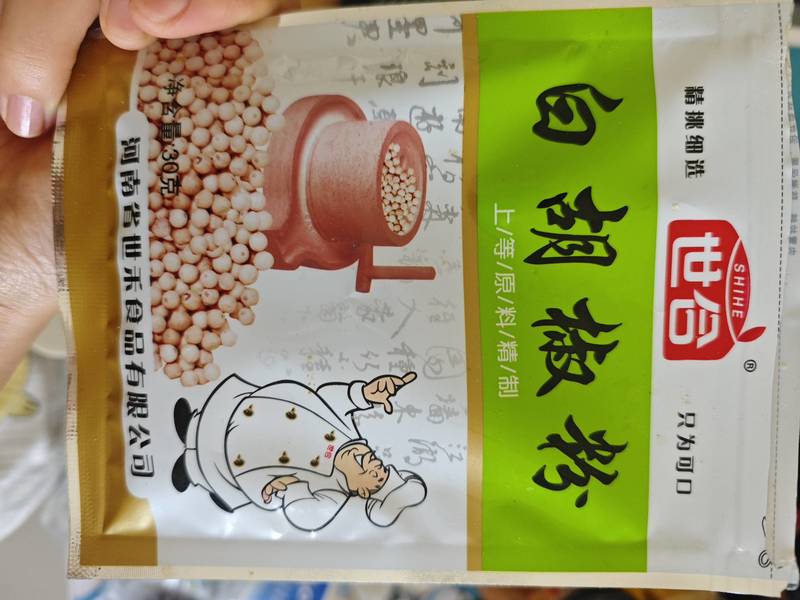 精挑细选
世合
SHIHE
®
只为可口
白胡椒粉
上/等/原/料/精/制
净含量:30克
河南省世禾食品有限公司